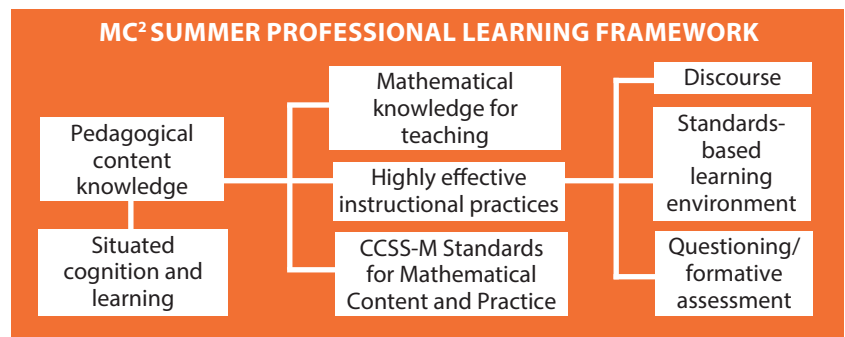 MC² SUMMER PROFESSIONAL LEARNING FRAMEWORK
Pedagogical
content
knowledge
Situated
cognition and
learning
Mathematical
knowledge for
teaching
Highly effective
instructional practices
CCSS-M Standards
for Mathematical
Content and Practice
Discourse
Standards-
based
learning
environment
Questioning/
formative
assessment